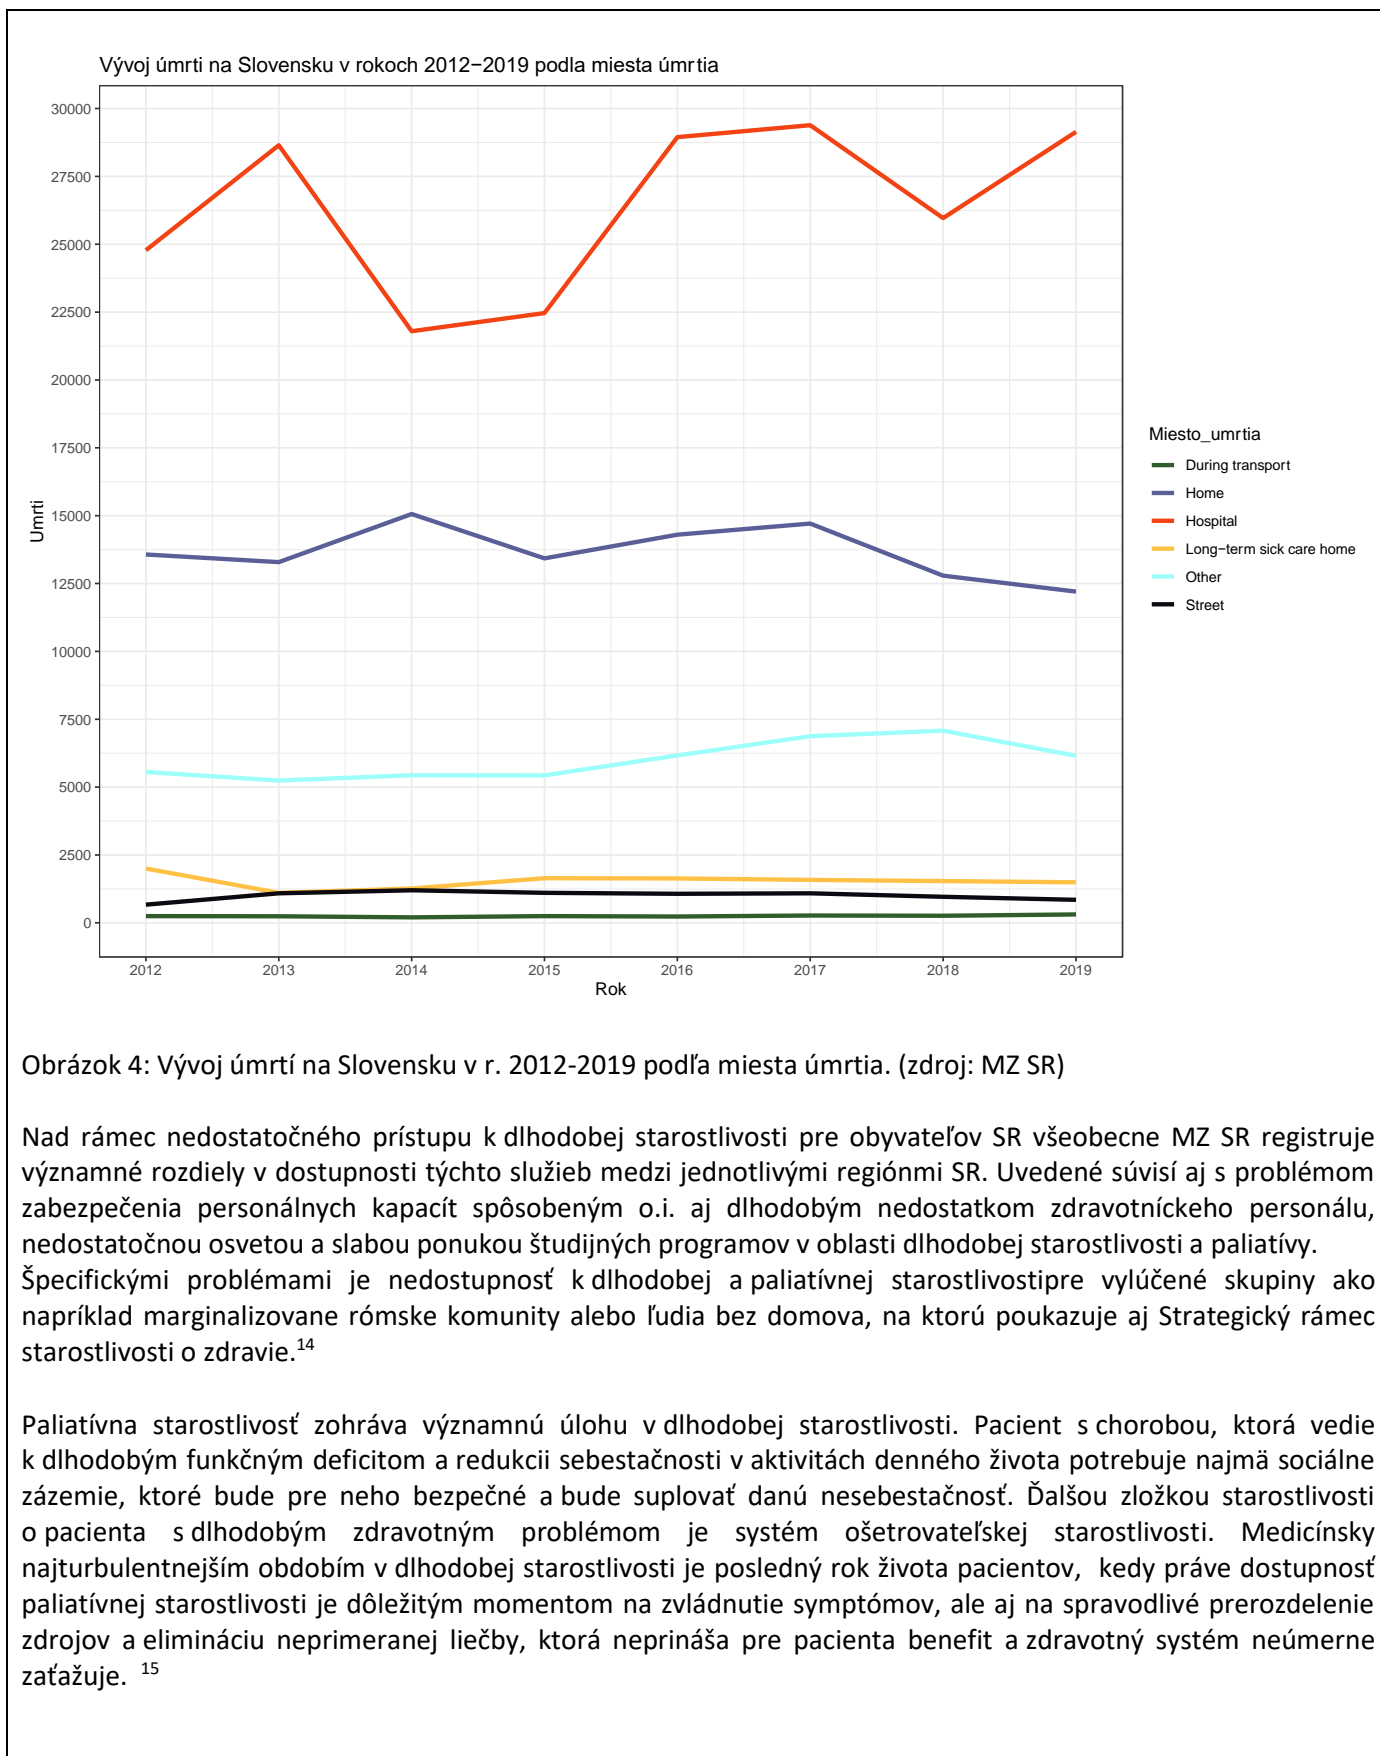 Vývoj úmrti na Slovensku v rokoch 2012−2019 podla miesta úmrtia
30000
27500
25000
22500
20000
17500
15000
12500
10000
7500
5000
2500
0
Umrti
2012 2013 2014 2015 2016 2017 2018 2019
Rok
Miesto_umrtia
During transport
Home
Hospital
Long−term sick care home
Other
Street
Obrázok 4: Vývoj úmrtí na Slovensku v r. 2012-2019 podľa miesta úmrtia. (zdroj: MZ SR)
Nad rámec nedostatočného prístupu k dlhodobej starostlivosti pre obyvateľov SR všeobecne MZ SR registruje
významné rozdiely v dostupnosti týchto služieb medzi jednotlivými regiónmi SR. Uvedené súvisí aj s problémom
zabezpečenia personálnych kapacít spôsobeným o.i. aj dlhodobým nedostatkom zdravotníckeho personálu,
nedostatočnou osvetou a slabou ponukou študijných programov v oblasti dlhodobej starostlivosti a paliatívy.
Špecifickými problémami je nedostupnosť k dlhodobej a paliatívnej starostlivostipre vylúčené skupiny ako
napríklad marginalizovane rómske komunity alebo ľudia bez domova, na ktorú poukazuje aj Strategický rámec
starostlivosti o zdravie.14
Paliatívna starostlivosť zohráva významnú úlohu v dlhodobej starostlivosti. Pacient s chorobou, ktorá vedie
k dlhodobým funkčným deficitom a redukcii sebestačnosti v aktivitách denného života potrebuje najmä sociálne
zázemie, ktoré bude pre neho bezpečné a bude suplovať danú nesebestačnosť. Ďalšou zložkou starostlivosti
o pacienta s dlhodobým zdravotným problémom je systém ošetrovateľskej starostlivosti. Medicínsky
najturbulentnejším obdobím v dlhodobej starostlivosti je posledný rok života pacientov, kedy práve dostupnosť
paliatívnej starostlivosti je dôležitým momentom na zvládnutie symptómov, ale aj na spravodlivé prerozdelenie
zdrojov a elimináciu neprimeranej liečby, ktorá neprináša pre pacienta benefit a zdravotný systém neúmerne
zaťažuje. 15